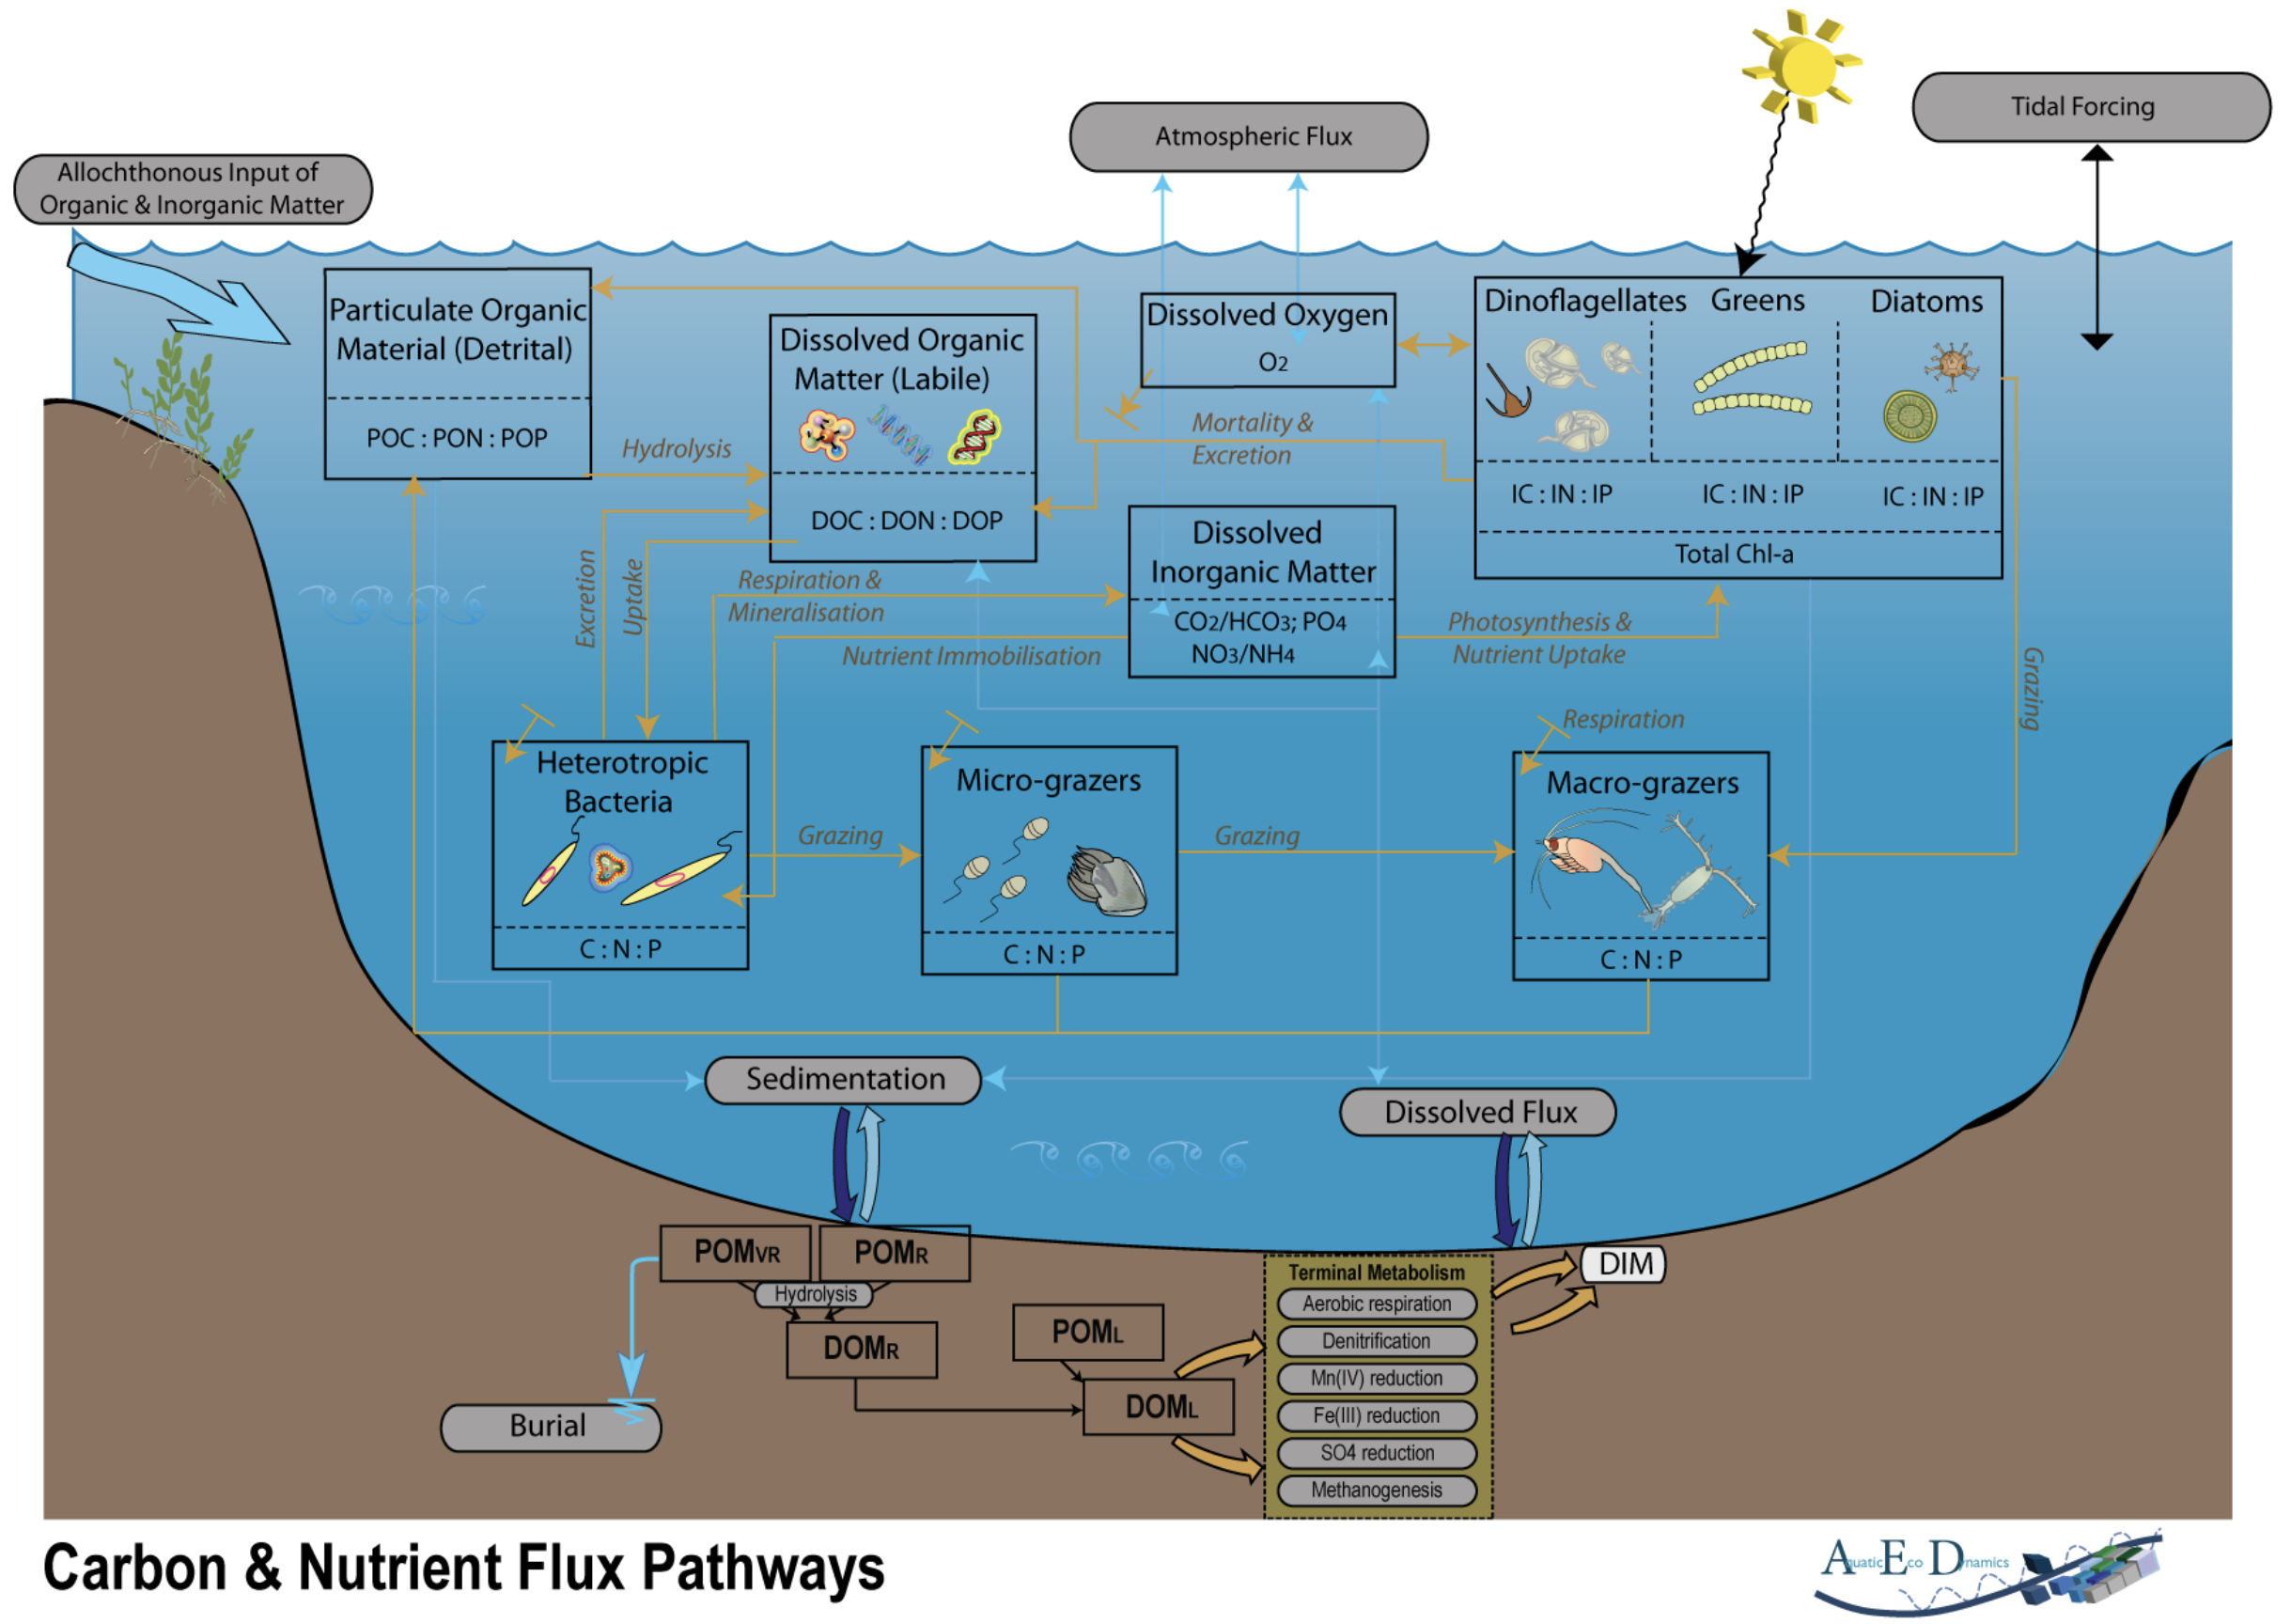 Tidal Forcing
Atmospheric Flux
Allochthonous Input of
Organic & Inorganic Matter
Particulate Organic
Material (Detrital)
POC : PON : POP
Hydrolysis
Dissolved Organic
Matter (Labile)
DOC : DON : DOP
Dissolved Oxygen
O2
Mortality &
Excretion
Dinoflagellates
Greens
Diatoms
IC : IN : IP
IC : IN : IP
IC : IN : IP
Total Chl-a
Dissolved
Inorganic Matter
CO2/HCO3; PO4
NO3/NH4
Excretion
Uptake
Respiration &
Mineralisation
Nutrient Immobilisation
Photosynthesis &
Nutrient Uptake
Grazing
Heterotropic
Bacteria
C : N : P
Grazing
Micro-grazers
C : N : P
Grazing
Respiration
Macro-grazers
C : N : P
Sedimentation
Dissolved Flux
POMVR
POMR
Hydrolysis
DOMR
POML
DOML
Burial
Terminal Metabolism
Aerobic respiration
Denitrification
Mn(IV) reduction
Fe(III) reduction
SO4 reduction
Methanogenesis
DIM
Carbon & Nutrient Flux Pathways
Aquatic Eco Dynamics